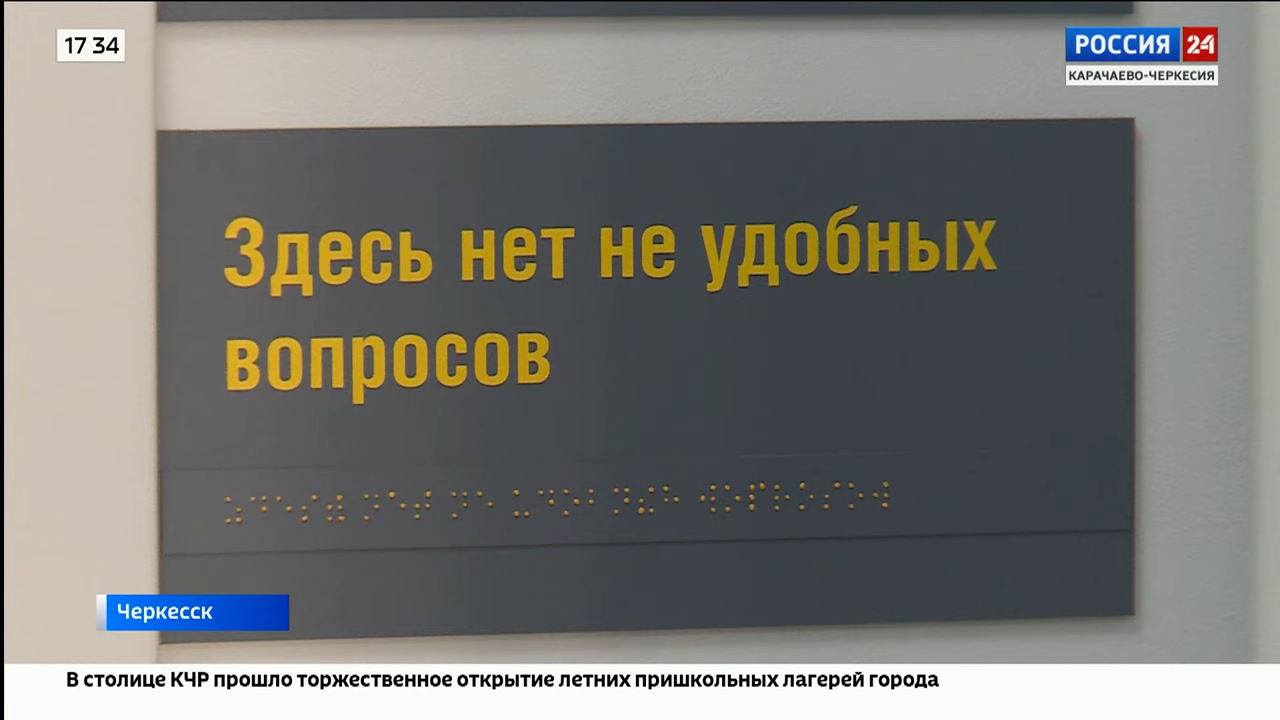 17 34
РОССИЯ 24
КАРАЧАЕВО-ЧЕРКЕСИЯ
Здесь нет не удобных
вопросов
Черкесск
В столице КЧР прошло торжественное открытие летних пришкольных лагерей города